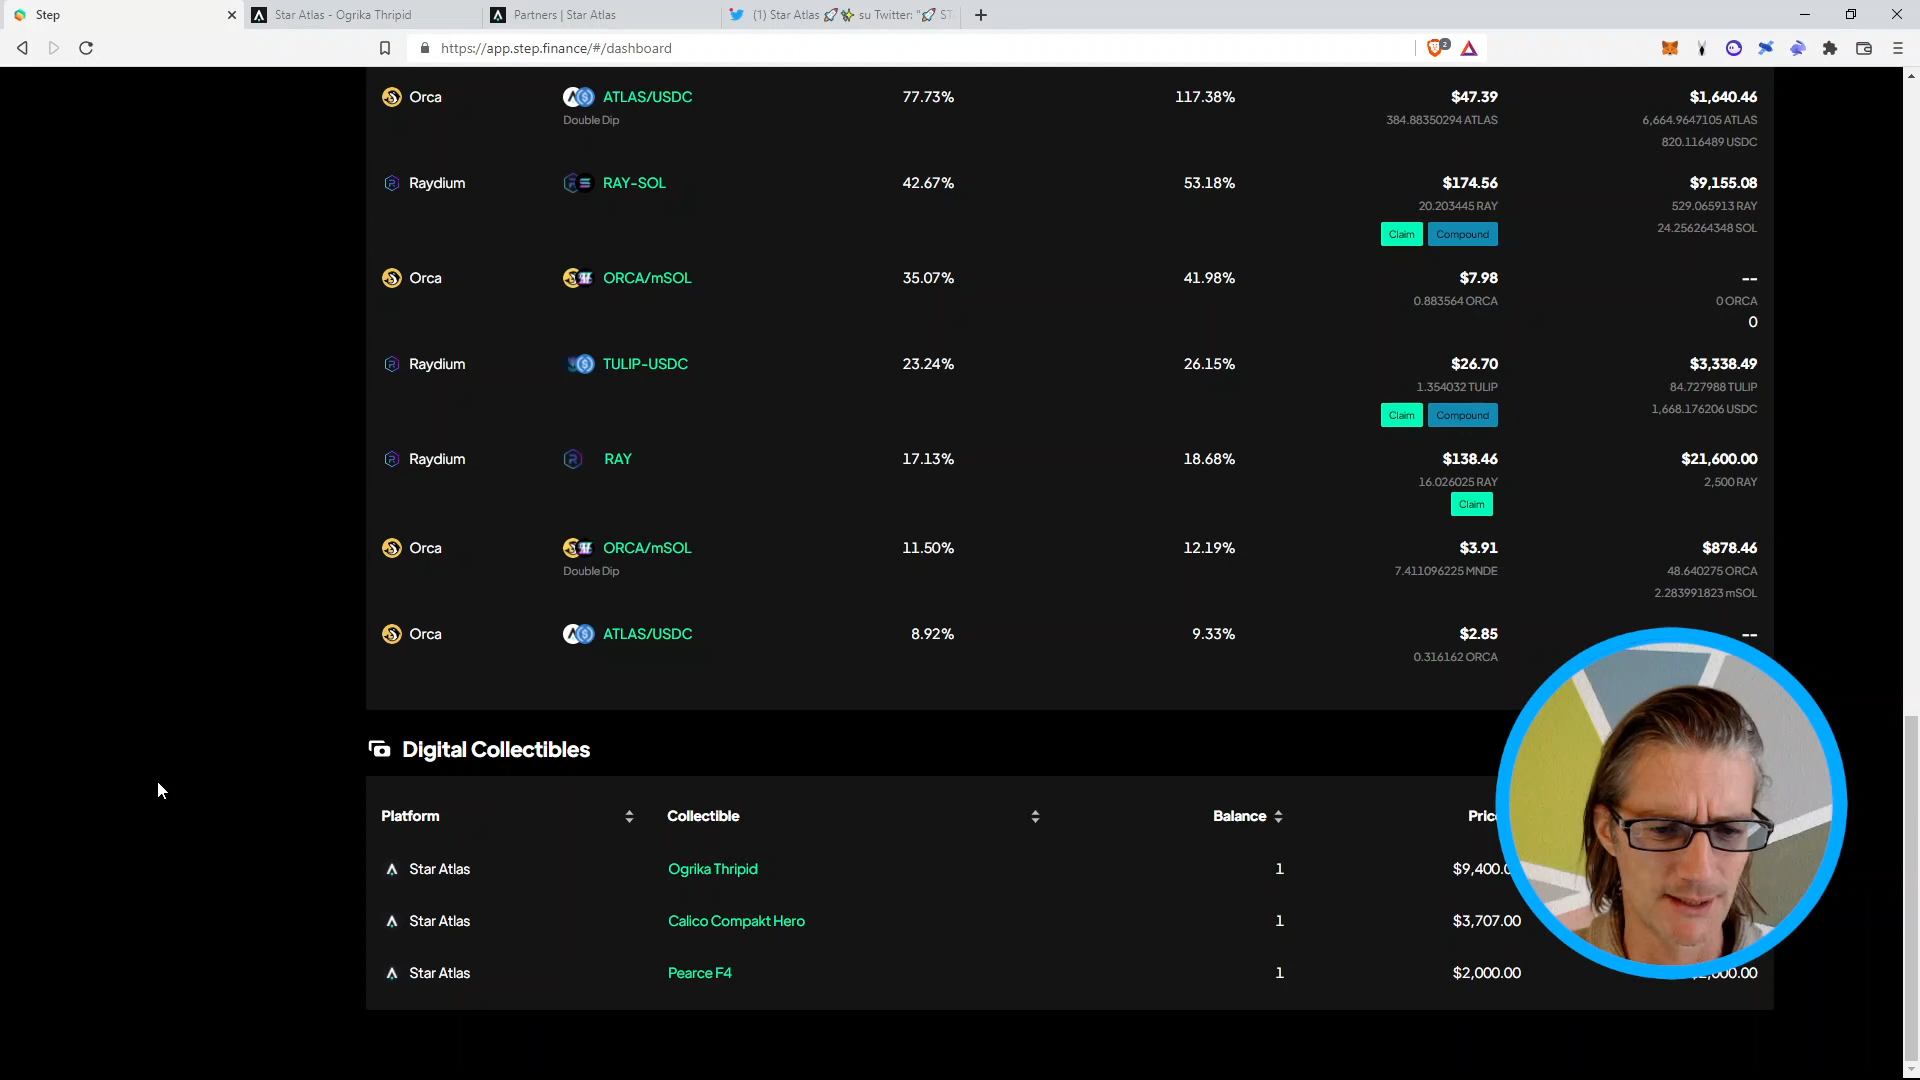 Step
Star Atlas - Ogrika Thripid
Partners | Star Atlas
(1) Star Atlas 🚀✨ su Twitter: "🚀
https://app.step.finance/#/dashboard
2
Orca ATLAS/USDC 77.73% 117.38% $47.39 $1,640.46
Double Dip 384.88350294 ATLAS 6,664.9647105 ATLAS
820.116489 USDC
Raydium RAY-SOL 42.67% 53.18% $174.56 $9,155.08
20.203445 RAY 529.065913 RAY
Claim Compound 24.256264348 SOL
Orca ORCA/mSOL 35.07% 41.98% $7.98 --
0.883564 ORCA 0 ORCA
0
Raydium TULIP-USDC 23.24% 26.15% $26.70 $3,338.49
1.354032 TULIP 84.727988 TULIP
Claim Compound 1,668.176206 USDC
Raydium RAY 17.13% 18.68% $138.46 $21,600.00
16.026025 RAY 2,500 RAY
Claim
Orca ORCA/mSOL 11.50% 12.19% $3.91 $878.46
Double Dip 7.411096225 MNDE 48.640275 ORCA
2.283991823 mSOL
Orca ATLAS/USDC 8.92% 9.33% $2.85 --
0.316162 ORCA
Digital Collectibles
Platform Collectible Balance
Star Atlas Ogrika Thripid 1
Star Atlas Calico Compakt Hero 1 $3,707.00
Star Atlas Pearce F4 1 $2,000.00